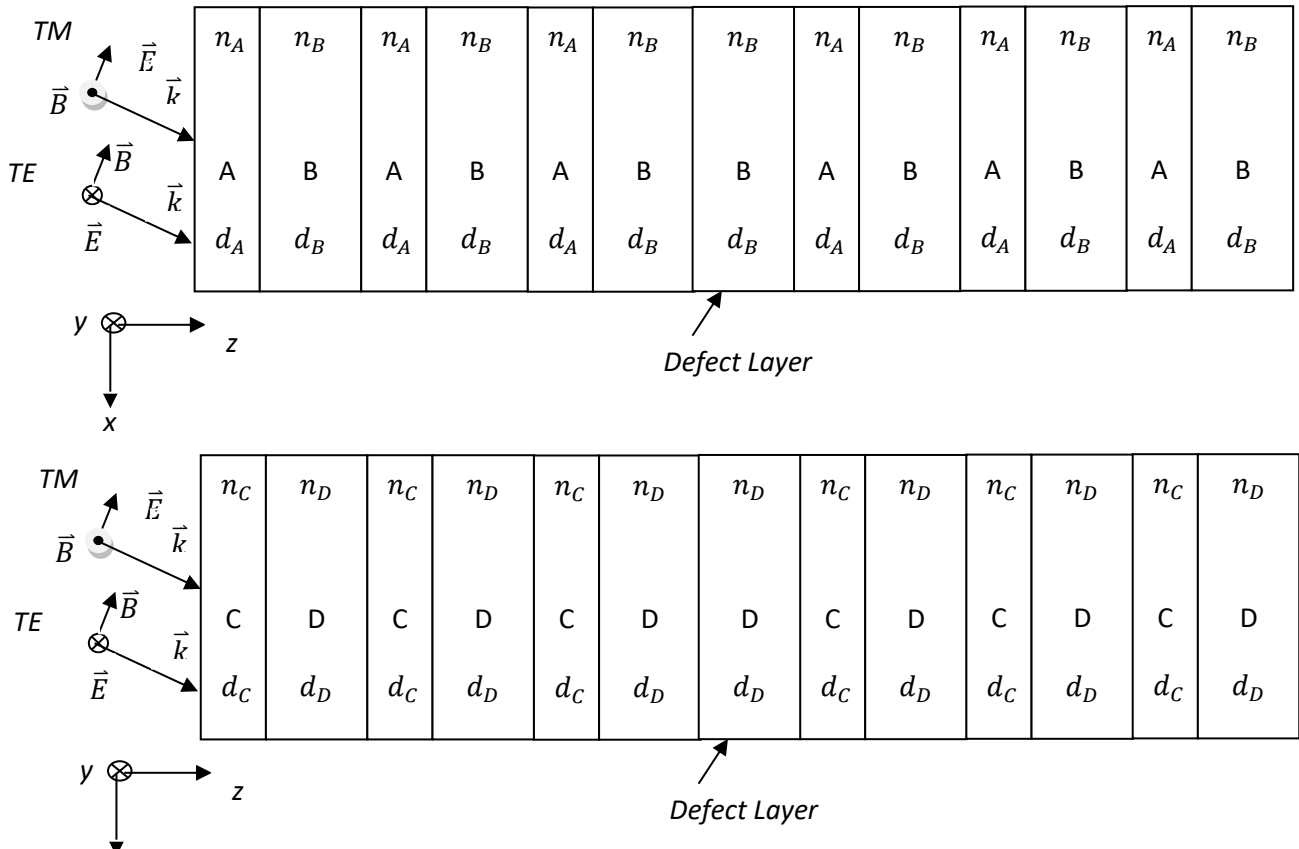 TM
n_A n_B n_A n_B n_A n_B n_B n_A n_B n_A n_B n_A n_B
E⃗
B⃗ k⃗
TE B⃗
A B A B A B B A B A B A B
k⃗
E⃗
d_A d_B d_A d_B d_A d_B d_B d_A d_B d_A d_B d_A d_B
y z
Defect Layer
x
TM
n_C n_D n_C n_D n_C n_D n_D n_C n_D n_C n_D n_C n_D
E⃗
B⃗ k⃗
TE B⃗
C D C D C D D C D C D C D
k⃗
E⃗
d_C d_D d_C d_D d_C d_D d_D d_C d_D d_C d_D d_C d_D
y z
Defect Layer